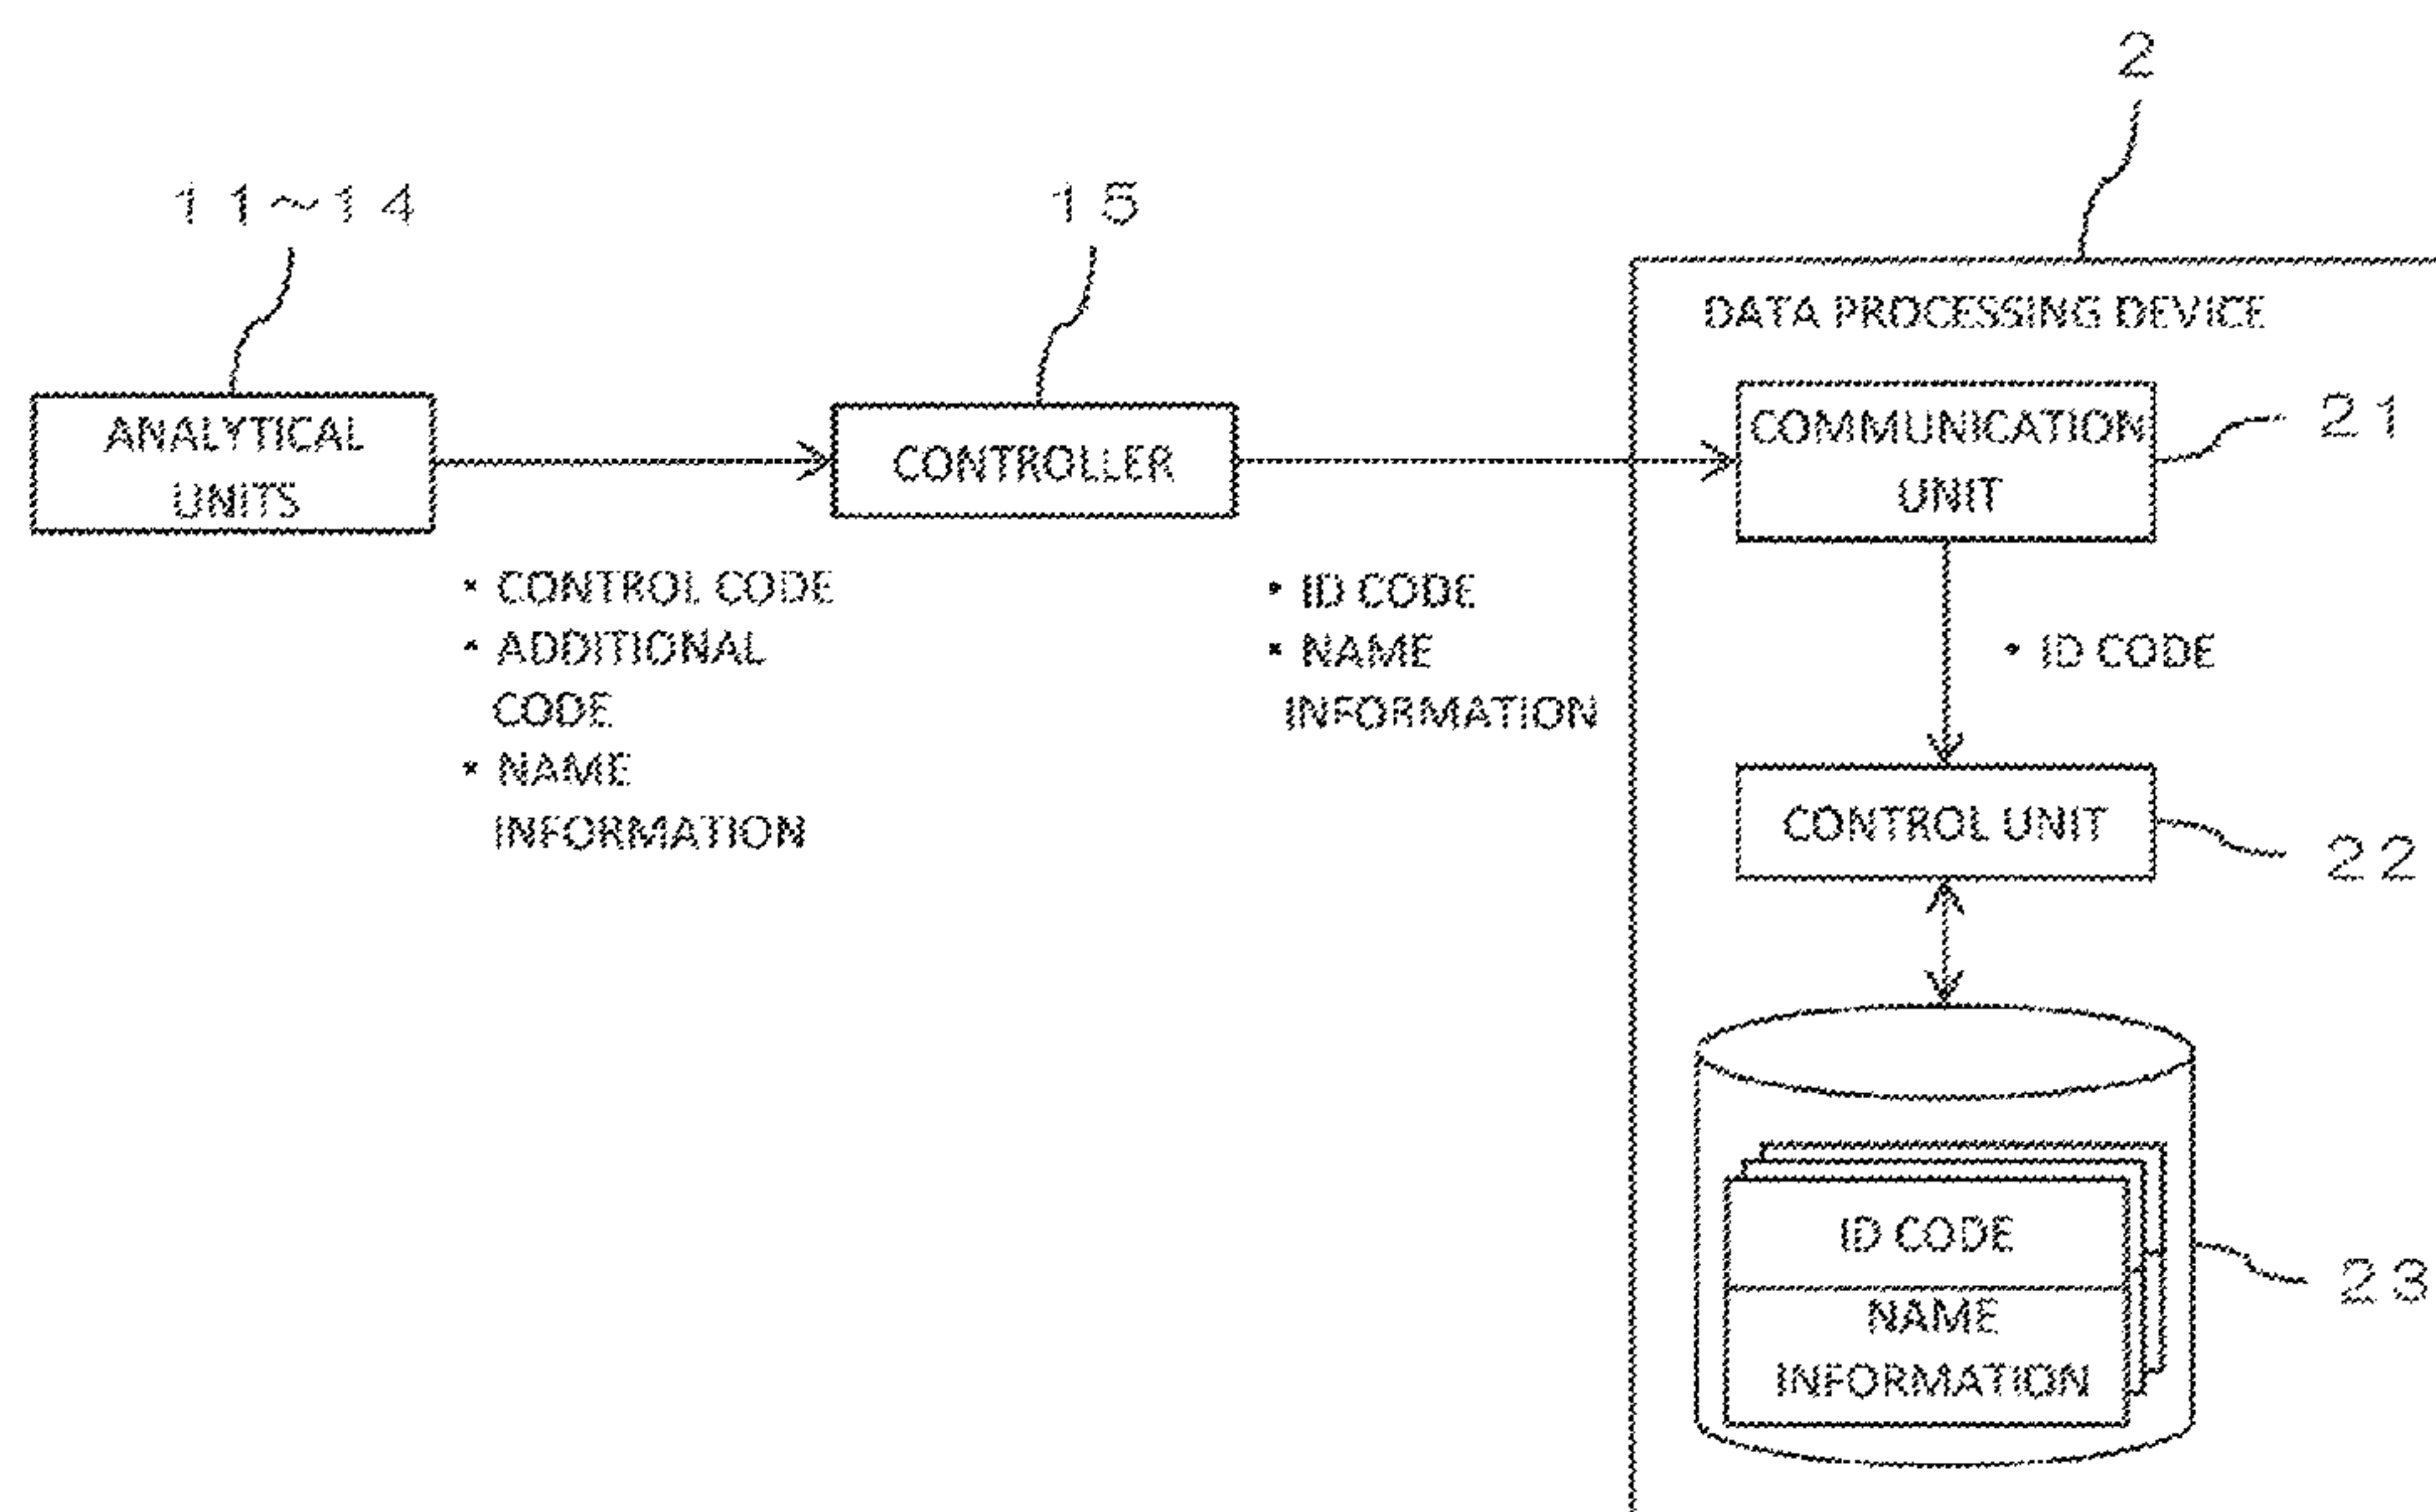 2
11~14
15
DATA PROCESSING DEVICE
ANALYTICAL
UNITS
CONTROLLER
COMMUNICATION
UNIT
21
• CONTROL CODE
• ADDITIONAL
CODE
• NAME
INFORMATION
• ID CODE
• NAME
INFORMATION
• ID CODE
CONTROL UNIT
22
ID CODE
NAME
INFORMATION
23